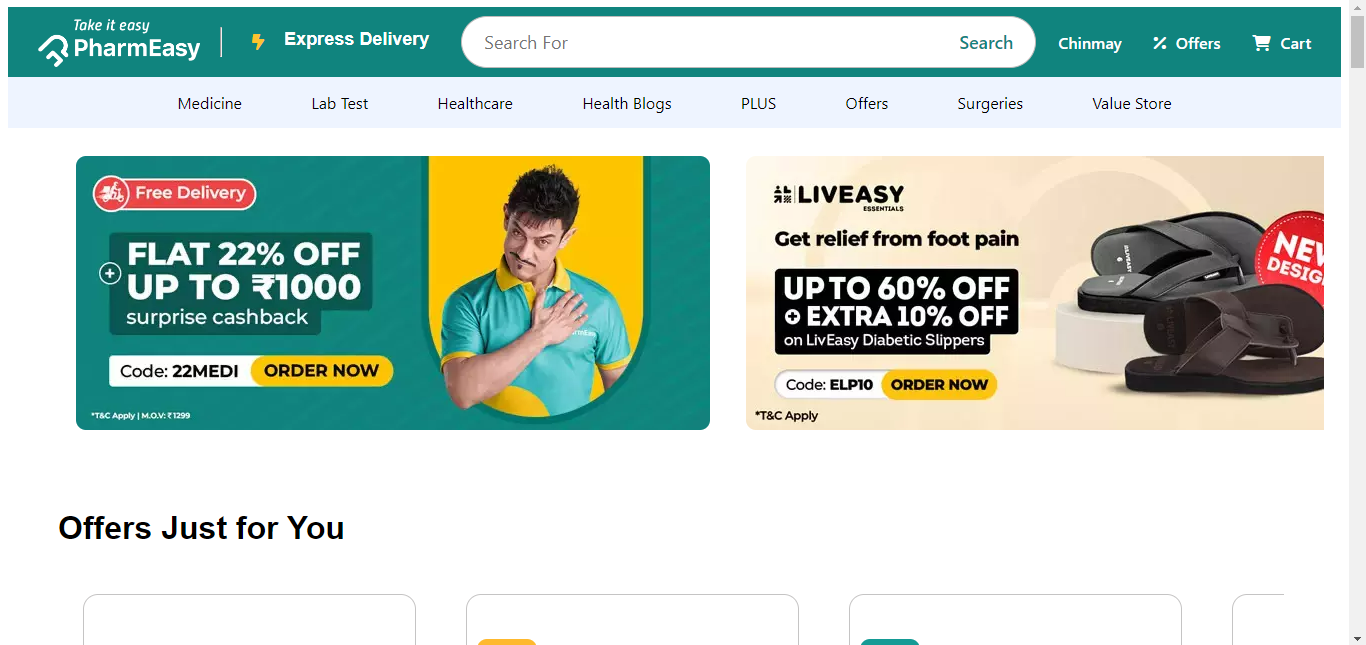 Take it easy
PharmEasy
Express Delivery
Search For
Search
Chinmay
Offers
Cart
Medicine
Lab Test
Healthcare
Health Blogs
PLUS
Offers
Surgeries
Value Store
Free Delivery
FLAT 22% OFF
UP TO ₹1000
surprise cashback
Code: 22MEDI
ORDER NOW
*T&C Apply | M.O.V: ₹1299
LIVEASY
ESSENTIALS
Get relief from foot pain
UP TO 60% OFF
+ EXTRA 10% OFF
on LivEasy Diabetic Slippers
Code: ELP10
ORDER NOW
*T&C Apply
NEW
DESIG
Offers Just for You